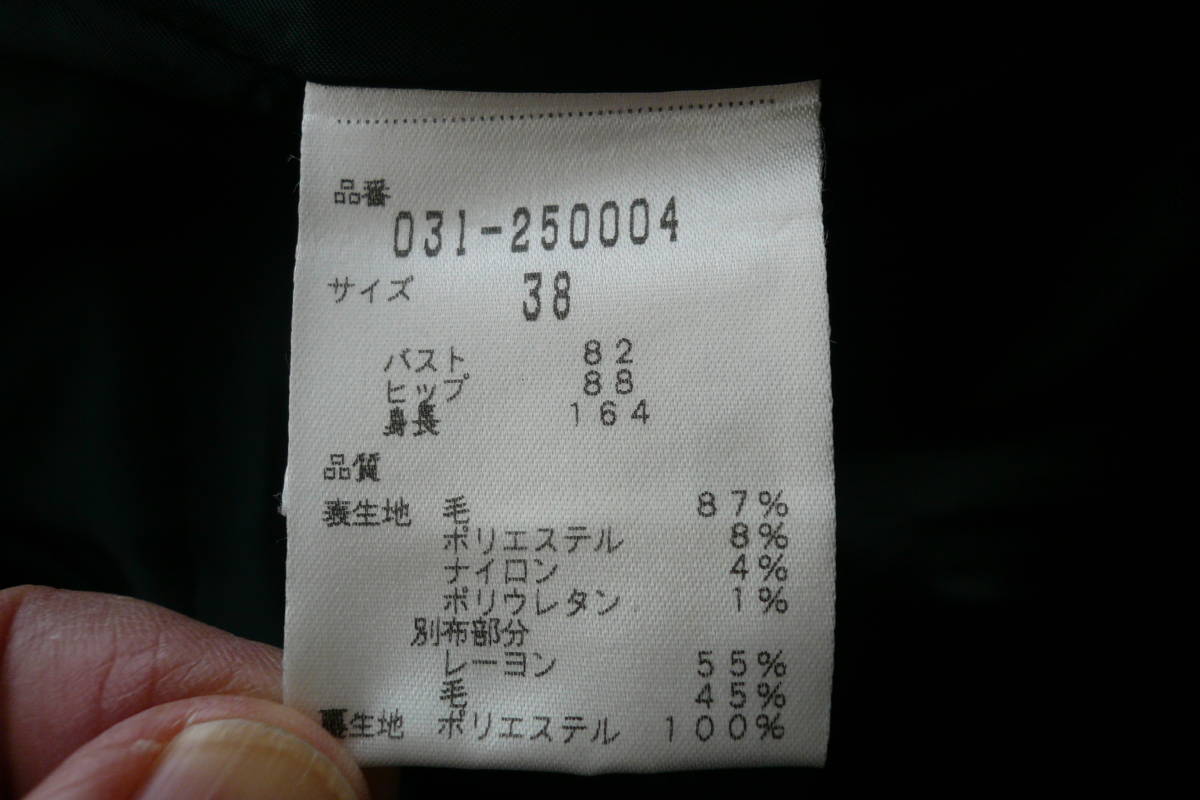 品番
031-250004
サイズ 38
バスト 82
ヒップ 88
身長 164
品質
表生地 毛 87%
ポリエステル 8%
ナイロン 4%
ポリウレタン 1%
別布部分
レーヨン 55%
毛 45%
裏生地 ポリエステル 100%